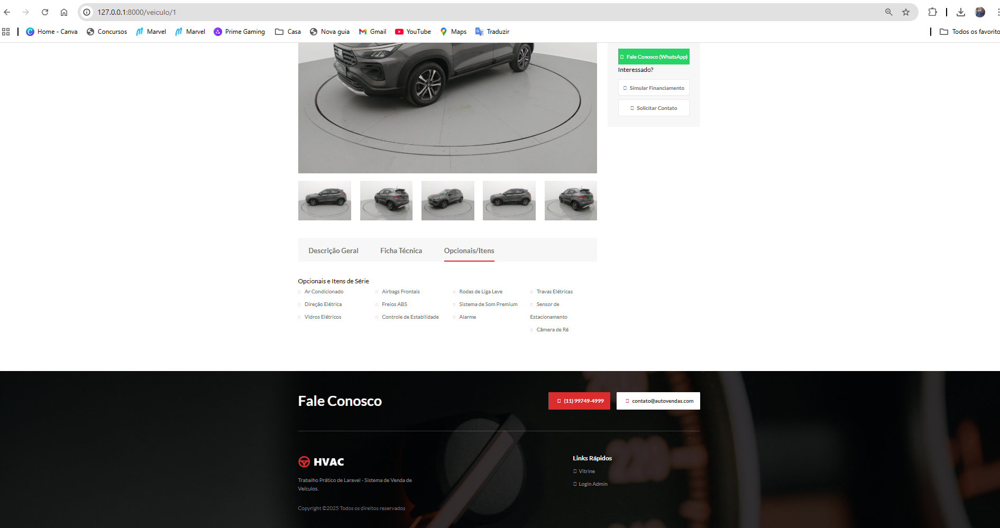 127.0.0.1:8000/veiculo/1
Home - Canva Concursos Marvel Marvel Prime Gaming Casa Nova guia Gmail YouTube Maps Traduzir Todos os favorito
Fale Conosco (WhatsApp)
Interessado?
Simular Financiamento
Solicitar Contato
Descrição Geral Ficha Técnica Opcionais/Itens
Opcionais e Itens de Série
Ar Condicionado Airbags Frontais Rodas de Liga Leve Travas Elétricas
Direção Elétrica Freios ABS Sistema de Som Premium Sensor de
Vidros Elétricos Controle de Estabilidade Alarme Estacionamento
Câmera de Ré
Fale Conosco (11) 99749-4999 contato@autovendas.com
HVAC Links Rápidos
Vitrine
Trabalho Prático de Laravel - Sistema de Venda de
Login Admin
Veículos.
Copyright ©2025 Todos os direitos reservados